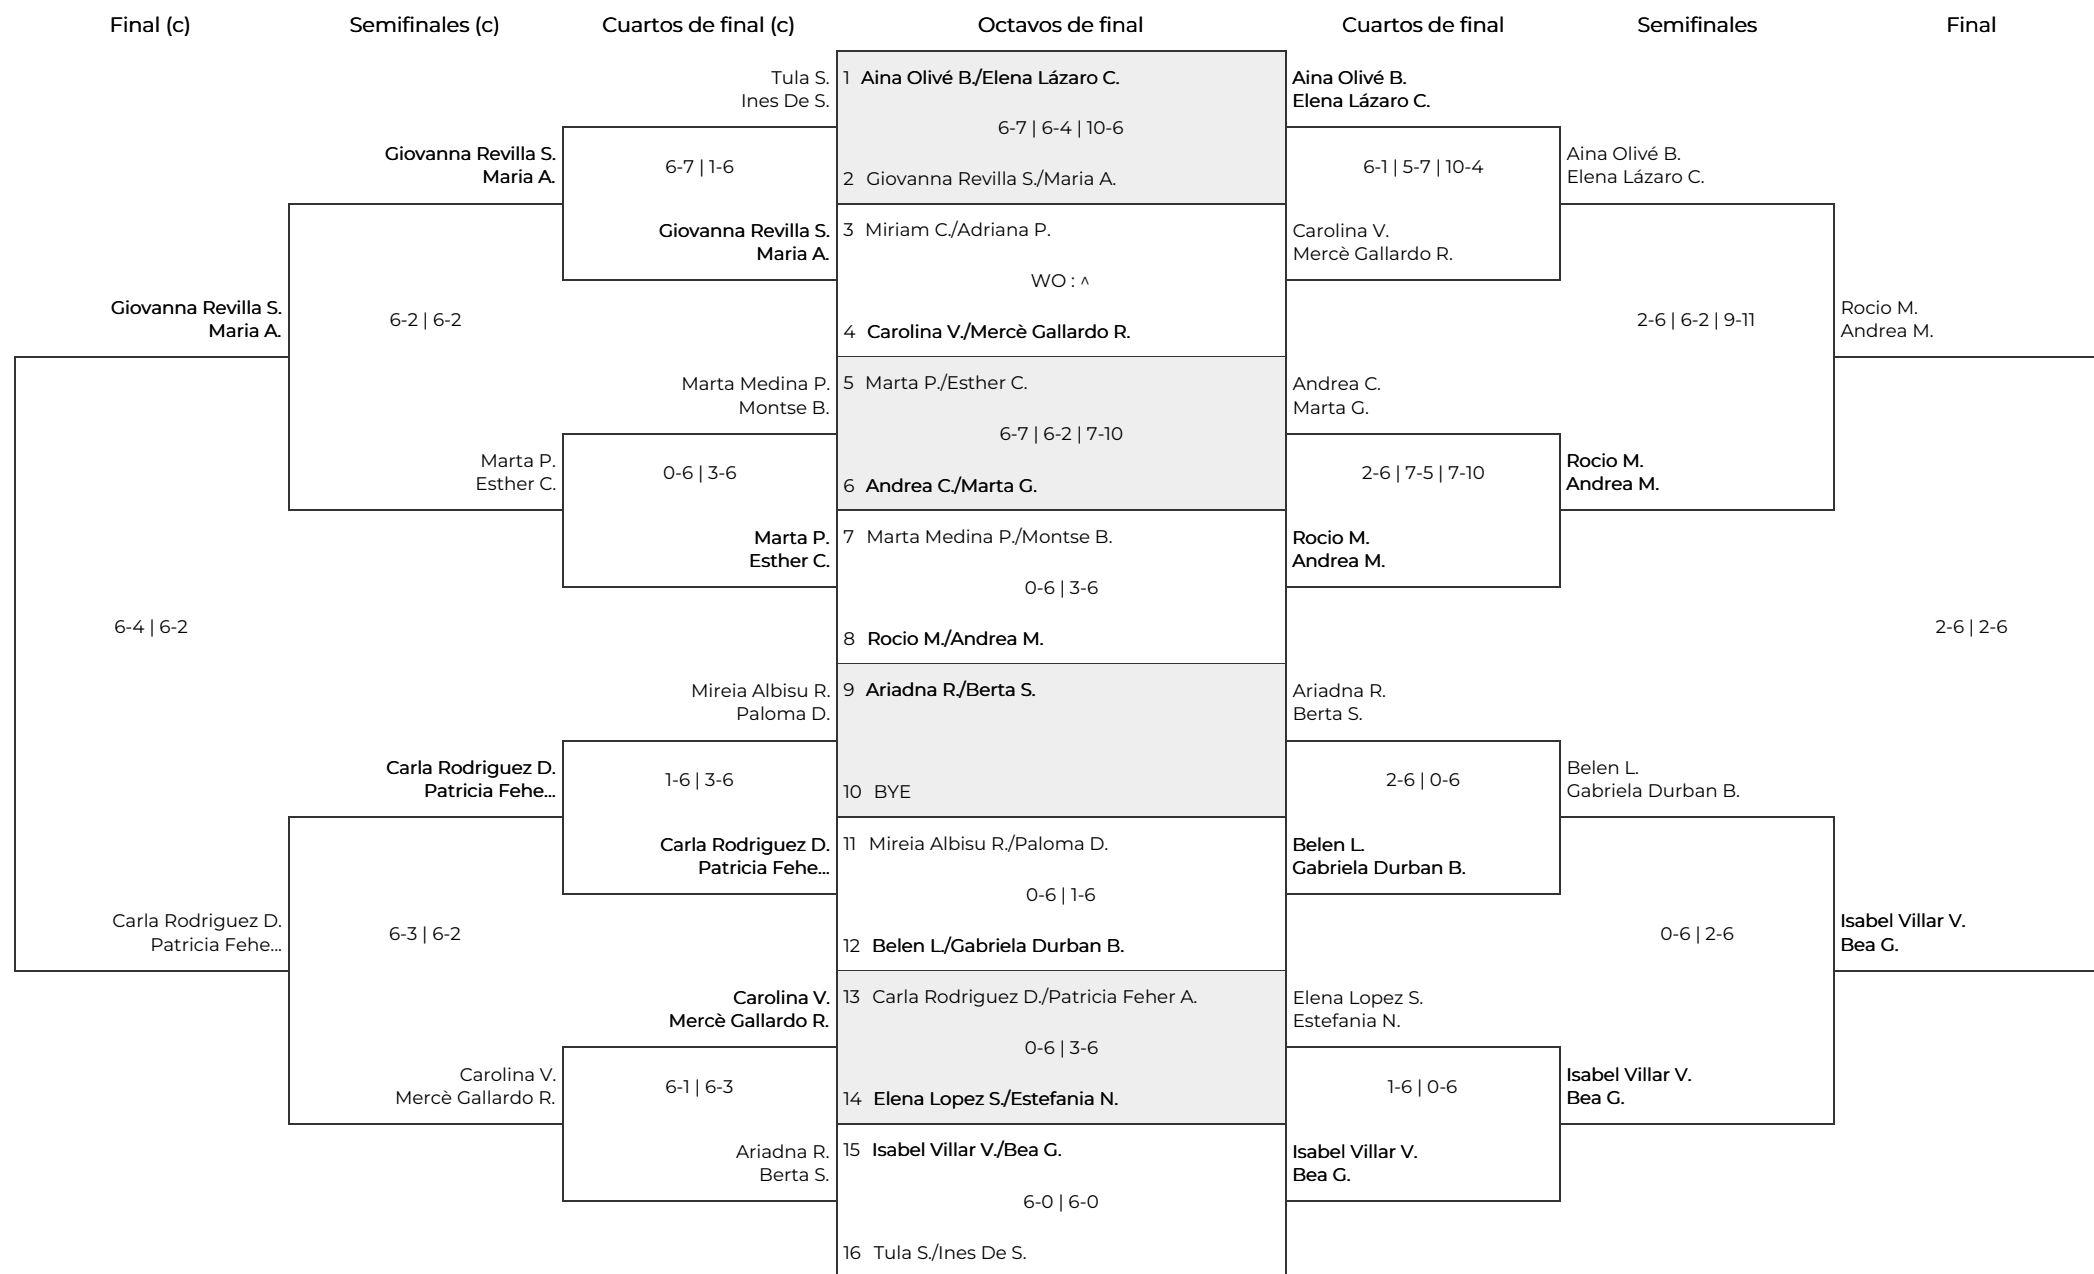 Final (c)
Semifinales (c)
Cuartos de final (c)
Octavos de final
Cuartos de final
Semifinales
Final
Giovanna Revilla S.
Maria A.
6-4 | 6-2
Carla Rodriguez D.
Patricia Fehe...
Giovanna Revilla S.
Maria A.
6-2 | 6-2
Marta P.
Esther C.
Carla Rodriguez D.
Patricia Fehe...
6-3 | 6-2
Carolina V.
Mercè Gallardo R.
Tula S.
Ines De S.
6-7 | 1-6
Giovanna Revilla S.
Maria A.
Marta Medina P.
Montse B.
0-6 | 3-6
Marta P.
Esther C.
Mireia Albisu R.
Paloma D.
1-6 | 3-6
Carla Rodriguez D.
Patricia Fehe...
Carolina V.
Mercè Gallardo R.
6-1 | 6-3
Ariadna R.
Berta S.
1 Aina Olivé B./Elena Lázaro C.
6-7 | 6-4 | 10-6
2 Giovanna Revilla S./Maria A.
3 Miriam C./Adriana P.
WO : ^
4 Carolina V./Mercè Gallardo R.
5 Marta P./Esther C.
6-7 | 6-2 | 7-10
6 Andrea C./Marta G.
7 Marta Medina P./Montse B.
0-6 | 3-6
8 Rocio M./Andrea M.
9 Ariadna R./Berta S.
10 BYE
11 Mireia Albisu R./Paloma D.
0-6 | 1-6
12 Belen L./Gabriela Durban B.
13 Carla Rodriguez D./Patricia Feher A.
0-6 | 3-6
14 Elena Lopez S./Estefania N.
15 Isabel Villar V./Bea G.
6-0 | 6-0
16 Tula S./Ines De S.
Aina Olivé B.
Elena Lázaro C.
6-1 | 5-7 | 10-4
Carolina V.
Mercè Gallardo R.
Andrea C.
Marta G.
2-6 | 7-5 | 7-10
Rocio M.
Andrea M.
Ariadna R.
Berta S.
2-6 | 0-6
Belen L.
Gabriela Durban B.
Elena Lopez S.
Estefania N.
1-6 | 0-6
Isabel Villar V.
Bea G.
Aina Olivé B.
Elena Lázaro C.
2-6 | 6-2 | 9-11
Rocio M.
Andrea M.
Belen L.
Gabriela Durban B.
0-6 | 2-6
Isabel Villar V.
Bea G.
Rocio M.
Andrea M.
2-6 | 2-6
Isabel Villar V.
Bea G.